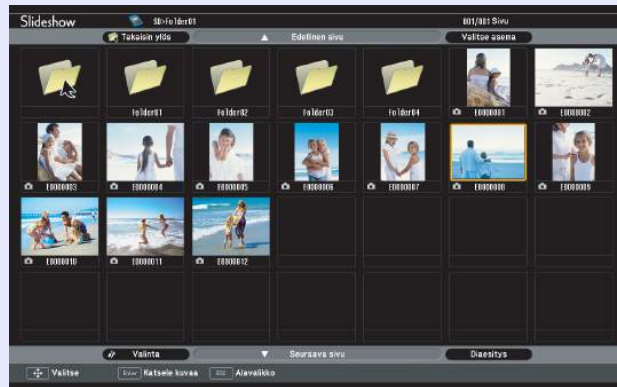 Slideshow SD>Folder01 001/001 Sivu
Takaisin ylös Edellinen sivu Valitse asema
Folder01 Folder02 Folder03 Folder04 E0000001 E0000002
E0000003 E0000004 E0000005 E0000006 E0000007 E0000008 E0000009
E0000010 E0000011 E0000012
Valinta Seuraava sivu Diaesitys
Valitse Enter Katsele kuvaa ESC Alavalikko